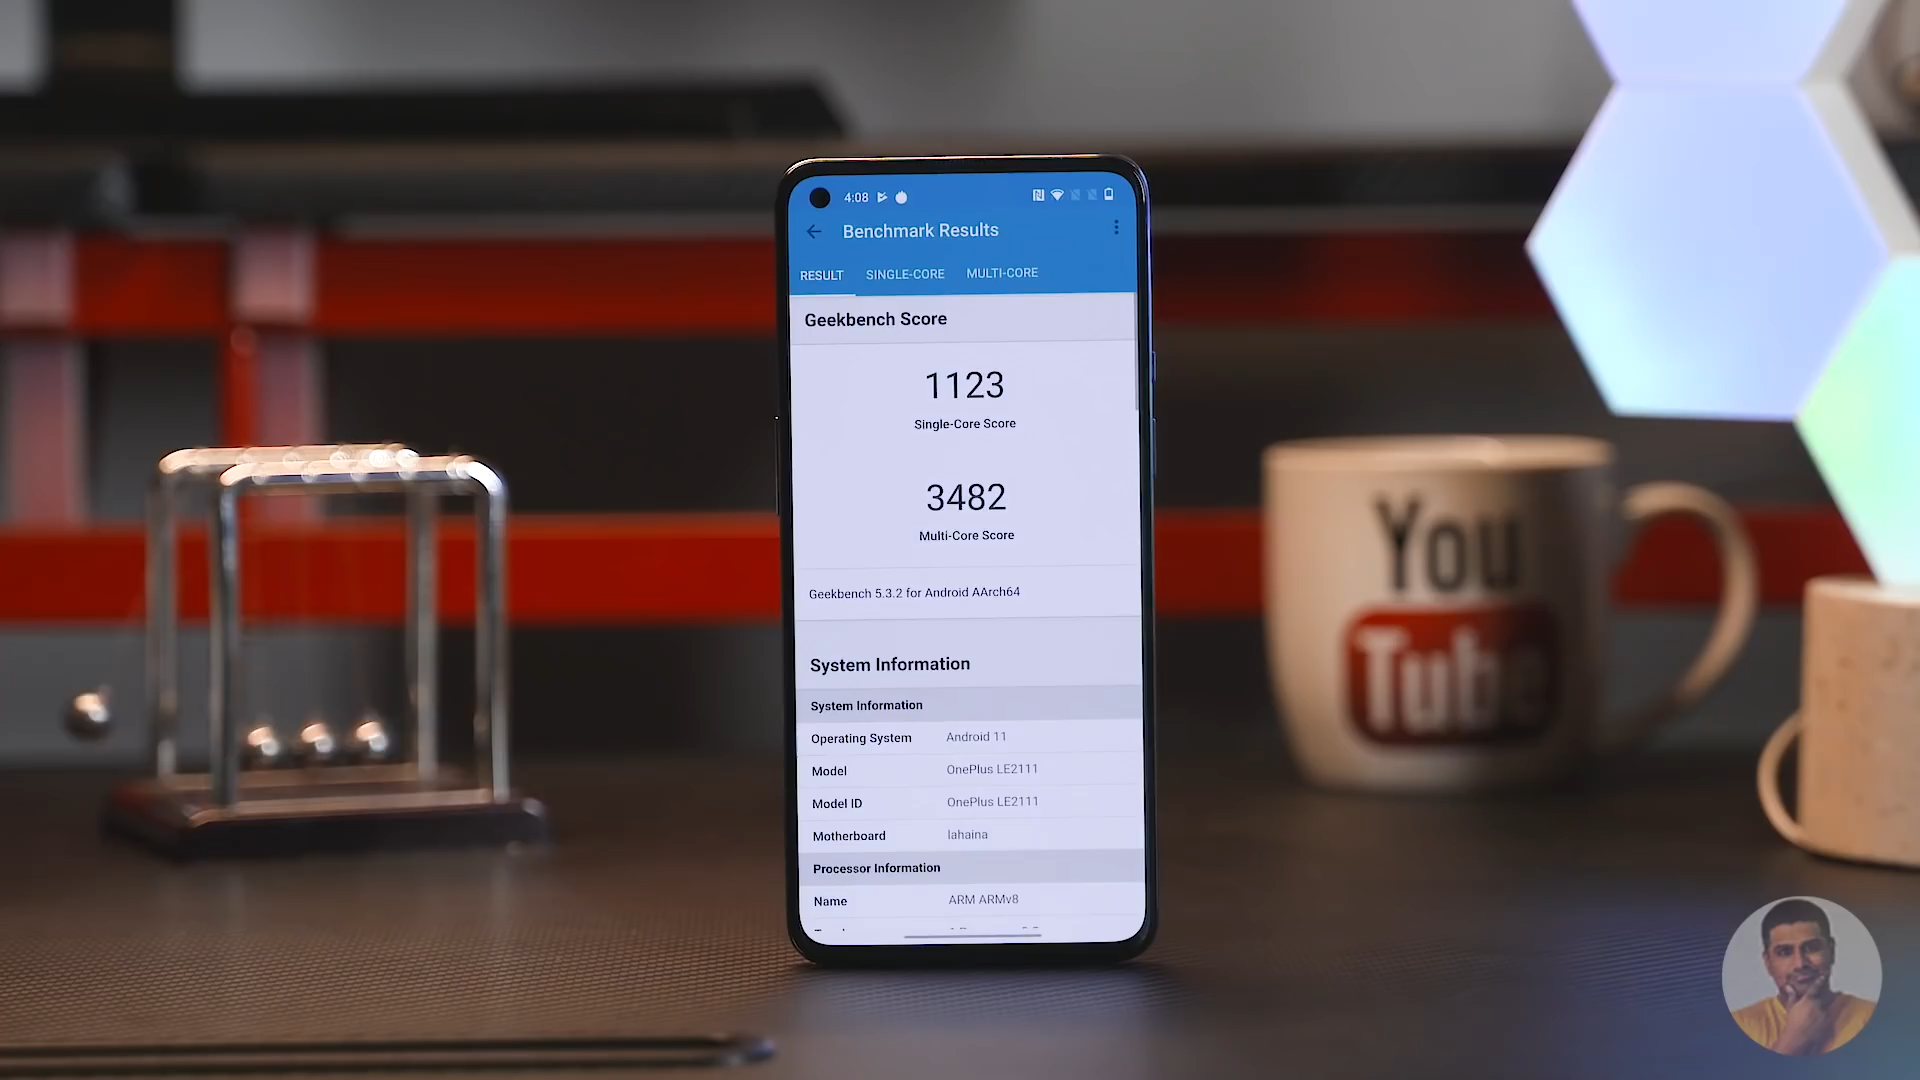 4:08
Benchmark Results
RESULT SINGLE-CORE MULTI-CORE
Geekbench Score
1123
Single-Core Score
3482
Multi-Core Score
Geekbench 5.3.2 for Android AArch64
System Information
System Information
Operating System Android 11
Model OnePlus LE2111
Model ID OnePlus LE2111
Motherboard lahaina
Processor Information
Name ARM ARMv8
You
Tube